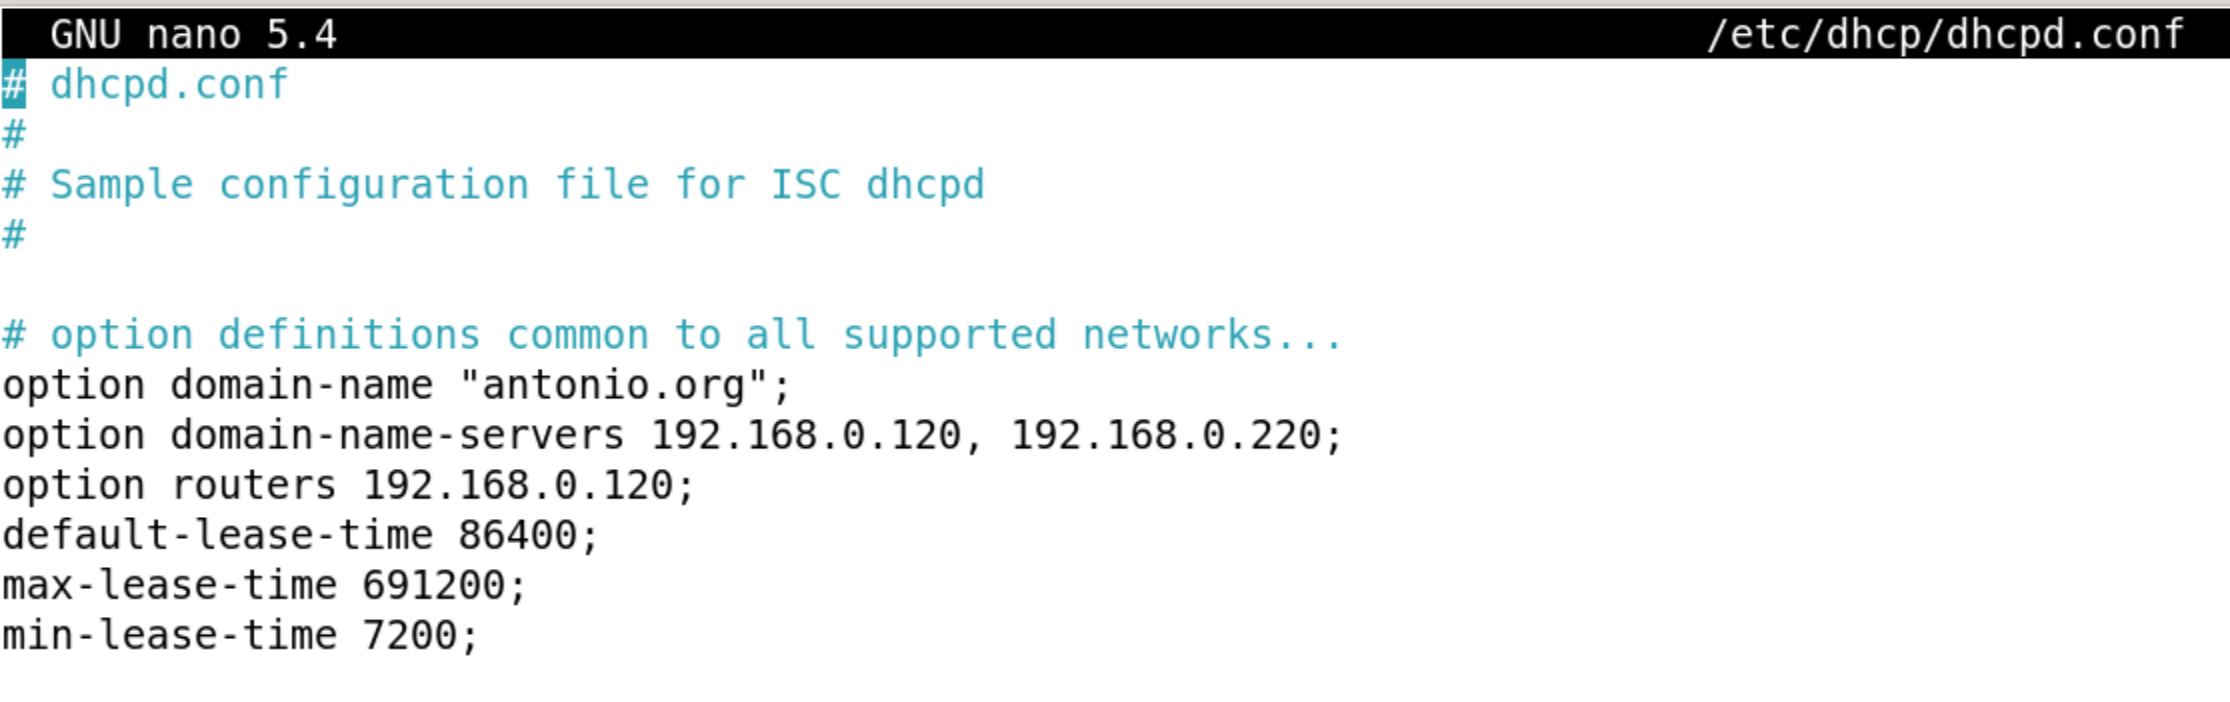 GNU nano 5.4 /etc/dhcp/dhcpd.conf
# dhcpd.conf
#
# Sample configuration file for ISC dhcpd
#
# option definitions common to all supported networks...
option domain-name "antonio.org";
option domain-name-servers 192.168.0.120, 192.168.0.220;
option routers 192.168.0.120;
default-lease-time 86400;
max-lease-time 691200;
min-lease-time 7200;